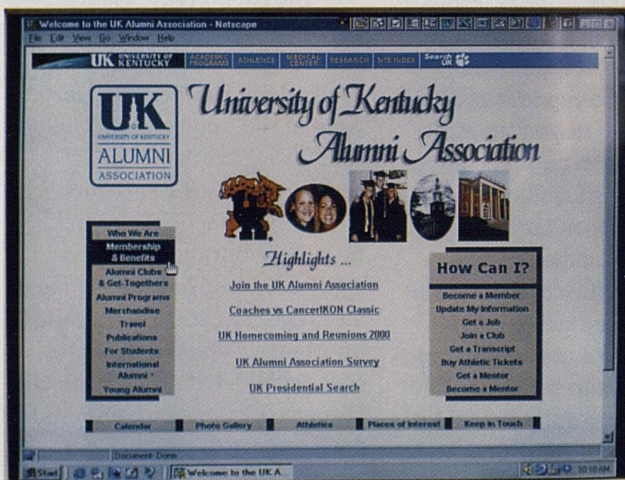 Welcome to the UK Alumni Association - Netscape
File Edit View Go Window Help
UK UNIVERSITY OF KENTUCKY
ACADEMIC PROGRAMS
ATHLETICS
MEDICAL CENTER
RESEARCH
SITE INDEX
Search UK
UK
UNIVERSITY OF KENTUCKY
ALUMNI
ASSOCIATION
University of Kentucky
Alumni Association
Who We Are
Membership
& Benefits
Alumni Clubs
& Get-Togethers
Alumni Programs
Merchandise
Travel
Publications
For Students
International
Alumni
Young Alumni
Highlights ...
Join the UK Alumni Association
Coaches vs CancerIKON Classic
UK Homecoming and Reunions 2000
UK Alumni Association Survey
UK Presidential Search
How Can I?
Become a Member
Update My Information
Get a Job
Join a Club
Get a Transcript
Buy Athletic Tickets
Get a Mentor
Become a Mentor
Calendar
Photo Gallery
Athletics
Places of Interest
Keep in Touch
Document: Done
Start
Welcome to the UK A...
10:10 AM